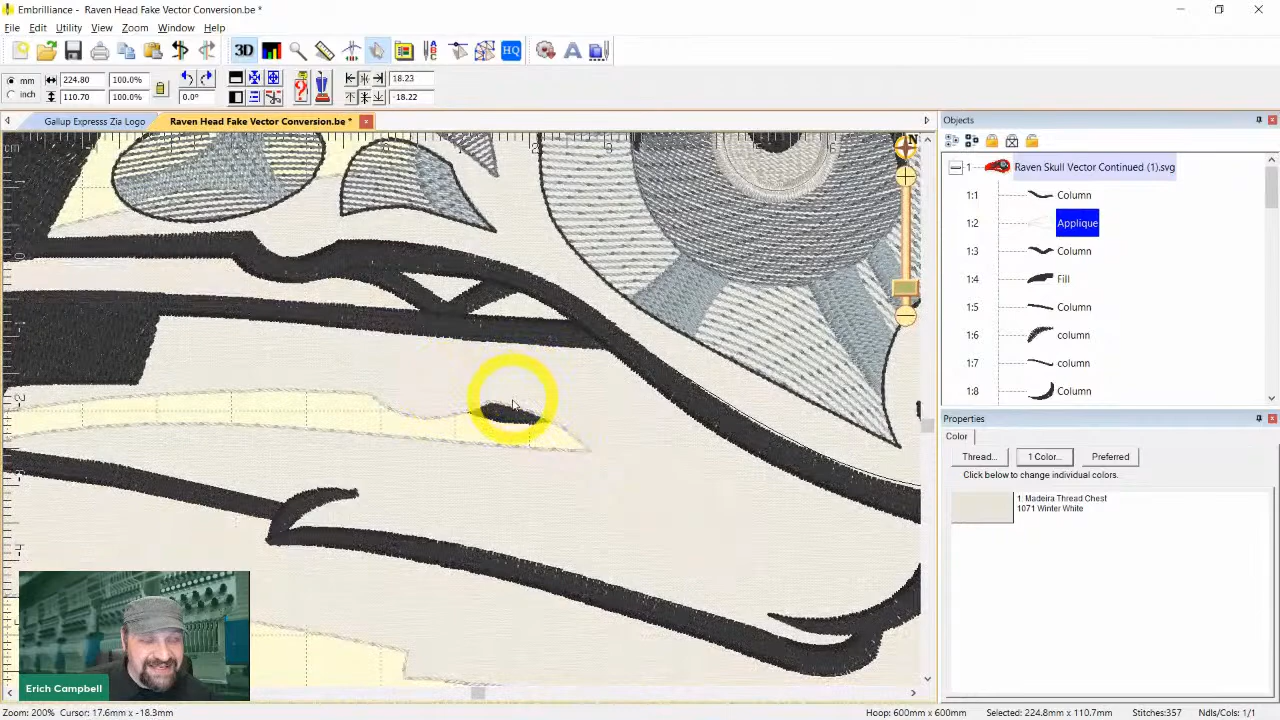 Embrilliance - Raven Head Fake Vector Conversion.be *
File Edit Utility View Zoom Window Help
3D HQ
mm 224.80 100.0% 18.23
inch 110.70 100.0% 0.0° -18.22
Gallup Expresss Zia Logo Raven Head Fake Vector Conversion.be *
Objects
1 Raven Skull Vector Continued (1).svg
1:1 Column
1:2 Applique
1:3 Column
1:4 Fill
1:5 Column
1:6 column
1:7 column
1:8 Column
Properties
Color
Thread... 1 Color... Preferred
Click below to change individual colors.
1: Madeira Thread Chest
1071 Winter White
Erich Campbell
Zoom: 200% Cursor: 17.6mm x -18.3mm Hoop: 600mm x 600mm Selected: 224.8mm x 110.7mm Stitches:357 Ndls/Cols: 1/1